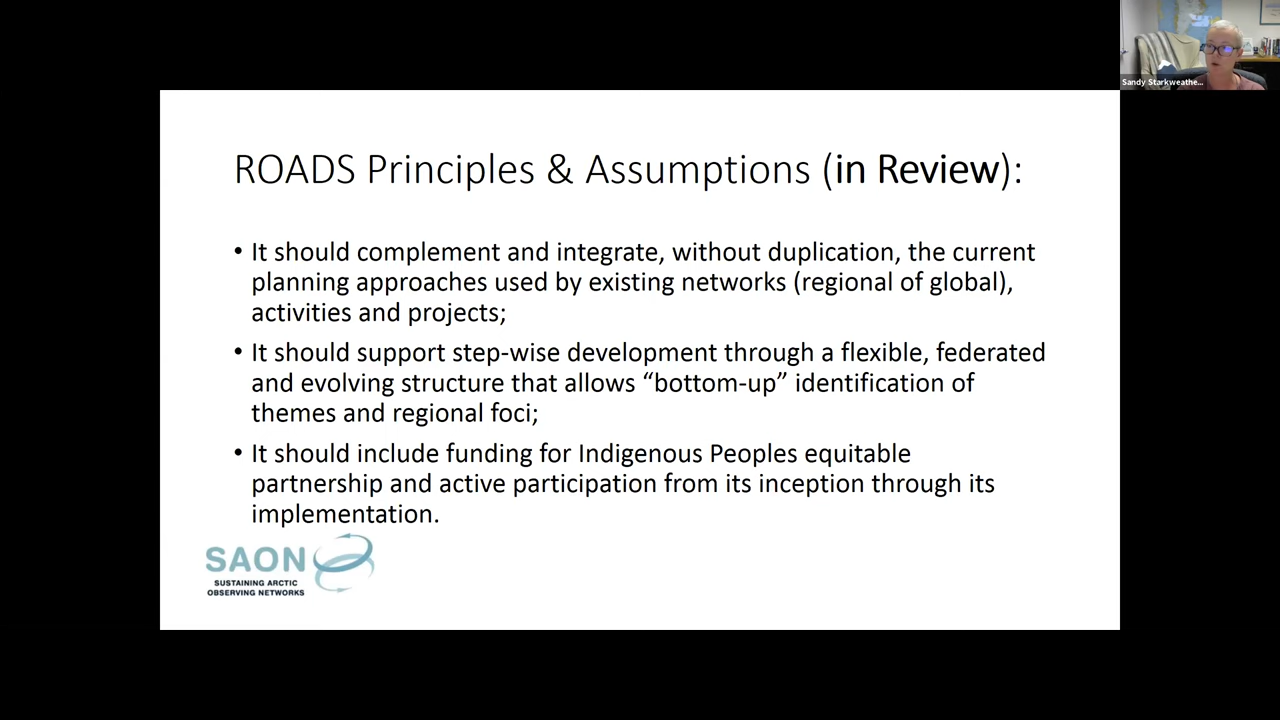 Sandy Starkweathe...
ROADS Principles & Assumptions (in Review):
• It should complement and integrate, without duplication, the current
planning approaches used by existing networks (regional of global),
activities and projects;
• It should support step-wise development through a flexible, federated
and evolving structure that allows “bottom-up” identification of
themes and regional foci;
• It should include funding for Indigenous Peoples equitable
partnership and active participation from its inception through its
implementation.
SAON
SUSTAINING ARCTIC
OBSERVING NETWORKS